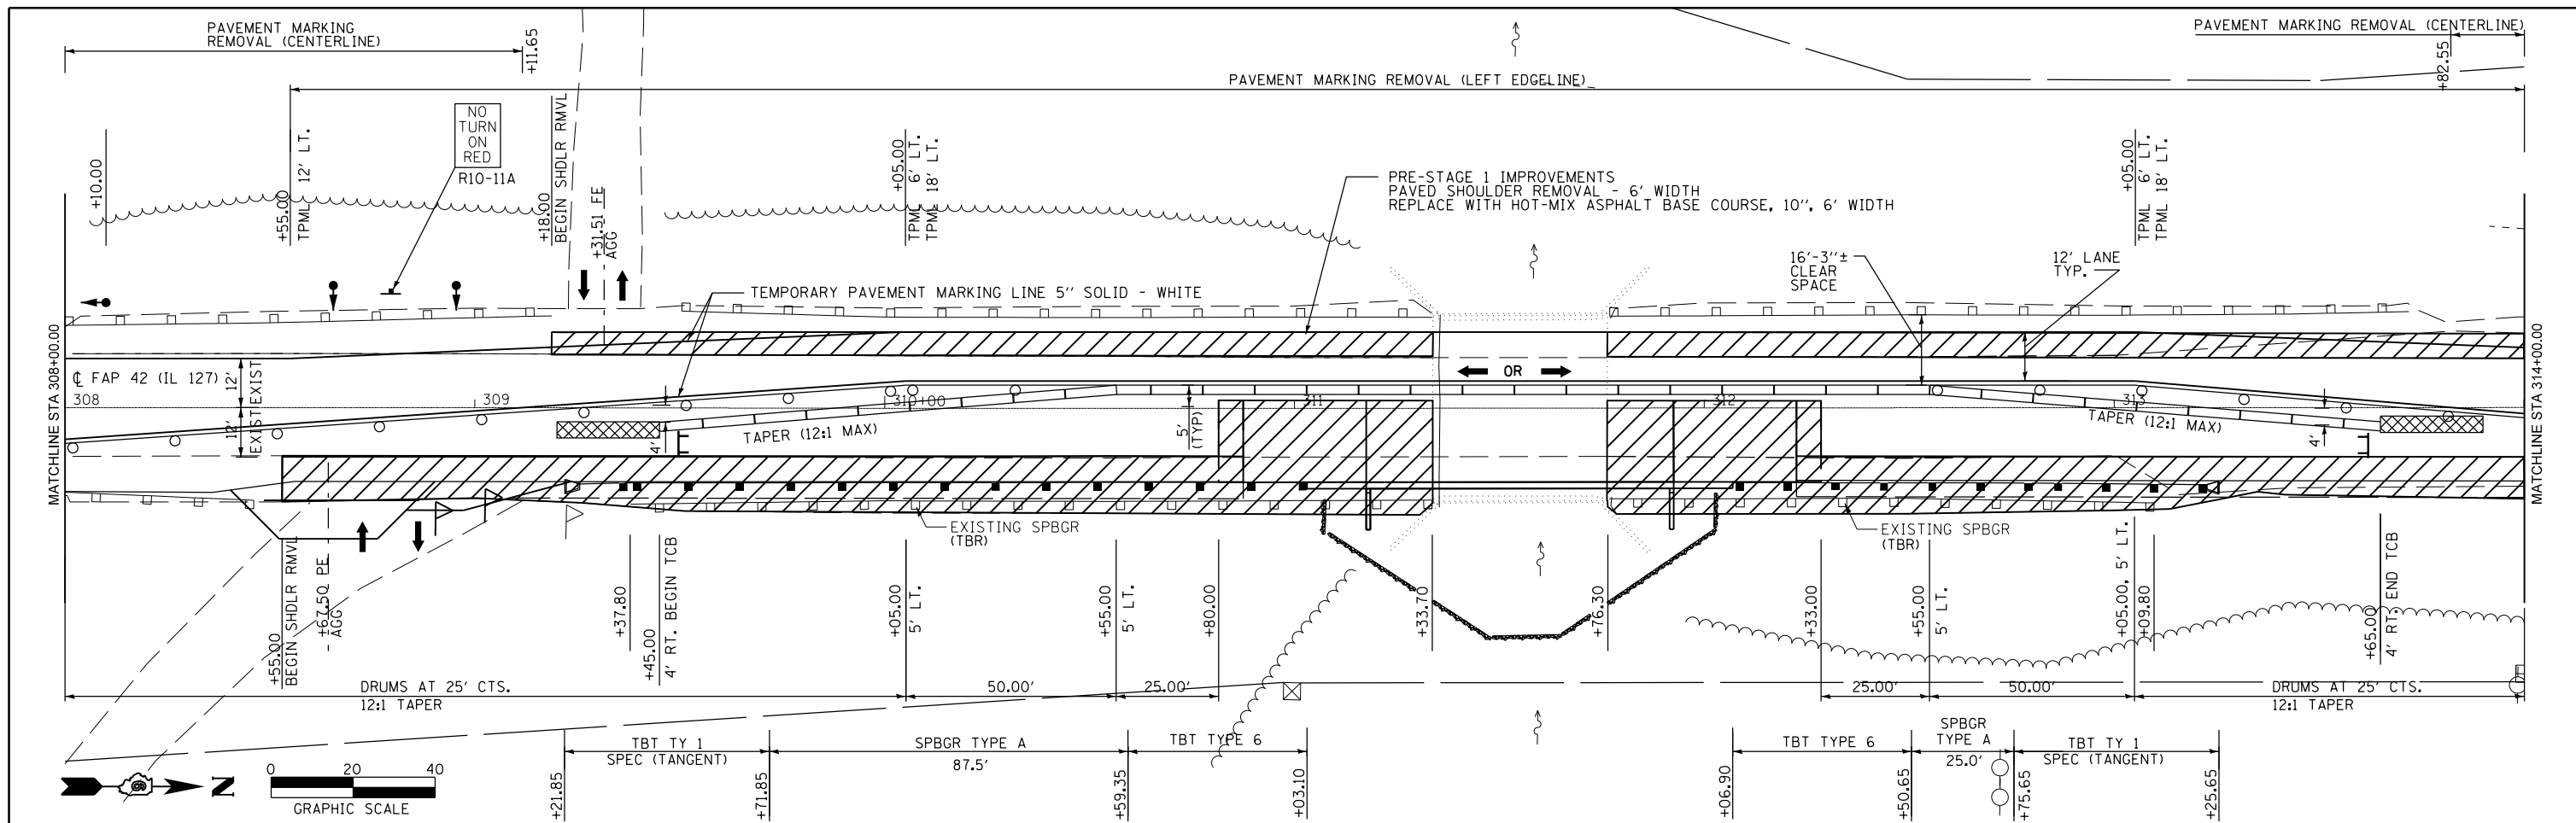 PAVEMENT MARKING
REMOVAL (CENTERLINE)
+11.65
PAVEMENT MARKING REMOVAL (CENTERLINE)
+82.55
PAVEMENT MARKING REMOVAL (LEFT EDGELINE)
NO
TURN
ON
RED
R10-11A
+10.00
+55.00
TPML 12' LT.
+18.00
BEGIN SHDLR RMVL
+31.51 FE
AGG
+05.00
TPML 6' LT.
TPML 18' LT.
PRE-STAGE 1 IMPROVEMENTS
PAVED SHOULDER REMOVAL - 6' WIDTH
REPLACE WITH HOT-MIX ASPHALT BASE COURSE, 10", 6' WIDTH
+05.00
TPML 6' LT.
TPML 18' LT.
16'-3"±
CLEAR
SPACE
12' LANE
TYP.
TEMPORARY PAVEMENT MARKING LINE 5" SOLID - WHITE
MATCHLINE STA 308+00.00
MATCHLINE STA 314+00.00
℄ FAP 42 (IL 127)
12'
EXIST
12'
EXIST
OR
308
309
310+00
311
312
313
4'
TAPER (12:1 MAX)
5'
(TYP)
TAPER (12:1 MAX)
4'
EXISTING SPBGR
(TBR)
EXISTING SPBGR
(TBR)
+55.00
BEGIN SHDLR RMVL
+67.50 PE
AGG
+37.80
+45.00
4' RT. BEGIN TCB
+05.00
5' LT.
+55.00
5' LT.
+80.00
+33.70
+76.30
+33.00
+55.00
5' LT.
+05.00, 5' LT.
+09.80
+65.00
4' RT. END TCB
DRUMS AT 25' CTS.
12:1 TAPER
50.00'
25.00'
25.00'
50.00'
DRUMS AT 25' CTS.
12:1 TAPER
TBT TY 1
SPEC (TANGENT)
SPBGR TYPE A
87.5'
TBT TYPE 6
TBT TYPE 6
SPBGR
TYPE A
25.0'
TBT TY 1
SPEC (TANGENT)
+21.85
+71.85
+59.35
+03.10
+06.90
+50.65
+75.65
+25.65
N
0 20 40
GRAPHIC SCALE